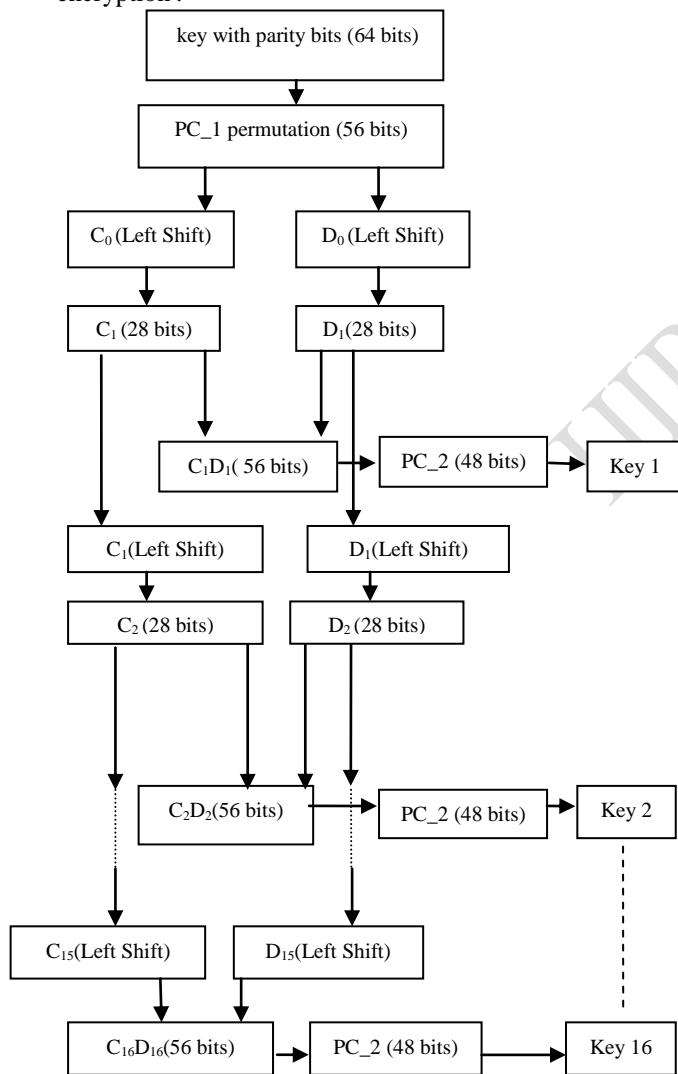 encryption .
key with parity bits (64 bits)
PC_1 permutation (56 bits)
C₀ (Left Shift)
D₀ (Left Shift)
C₁ (28 bits)
D₁(28 bits)
C₁D₁( 56 bits)
PC_2 (48 bits)
Key 1
C₁(Left Shift)
D₁(Left Shift)
C₂ (28 bits)
D₂ (28 bits)
C₂D₂(56 bits)
PC_2 (48 bits)
Key 2
C₁₅(Left Shift)
D₁₅(Left Shift)
C₁₆D₁₆(56 bits)
PC_2 (48 bits)
Key 16